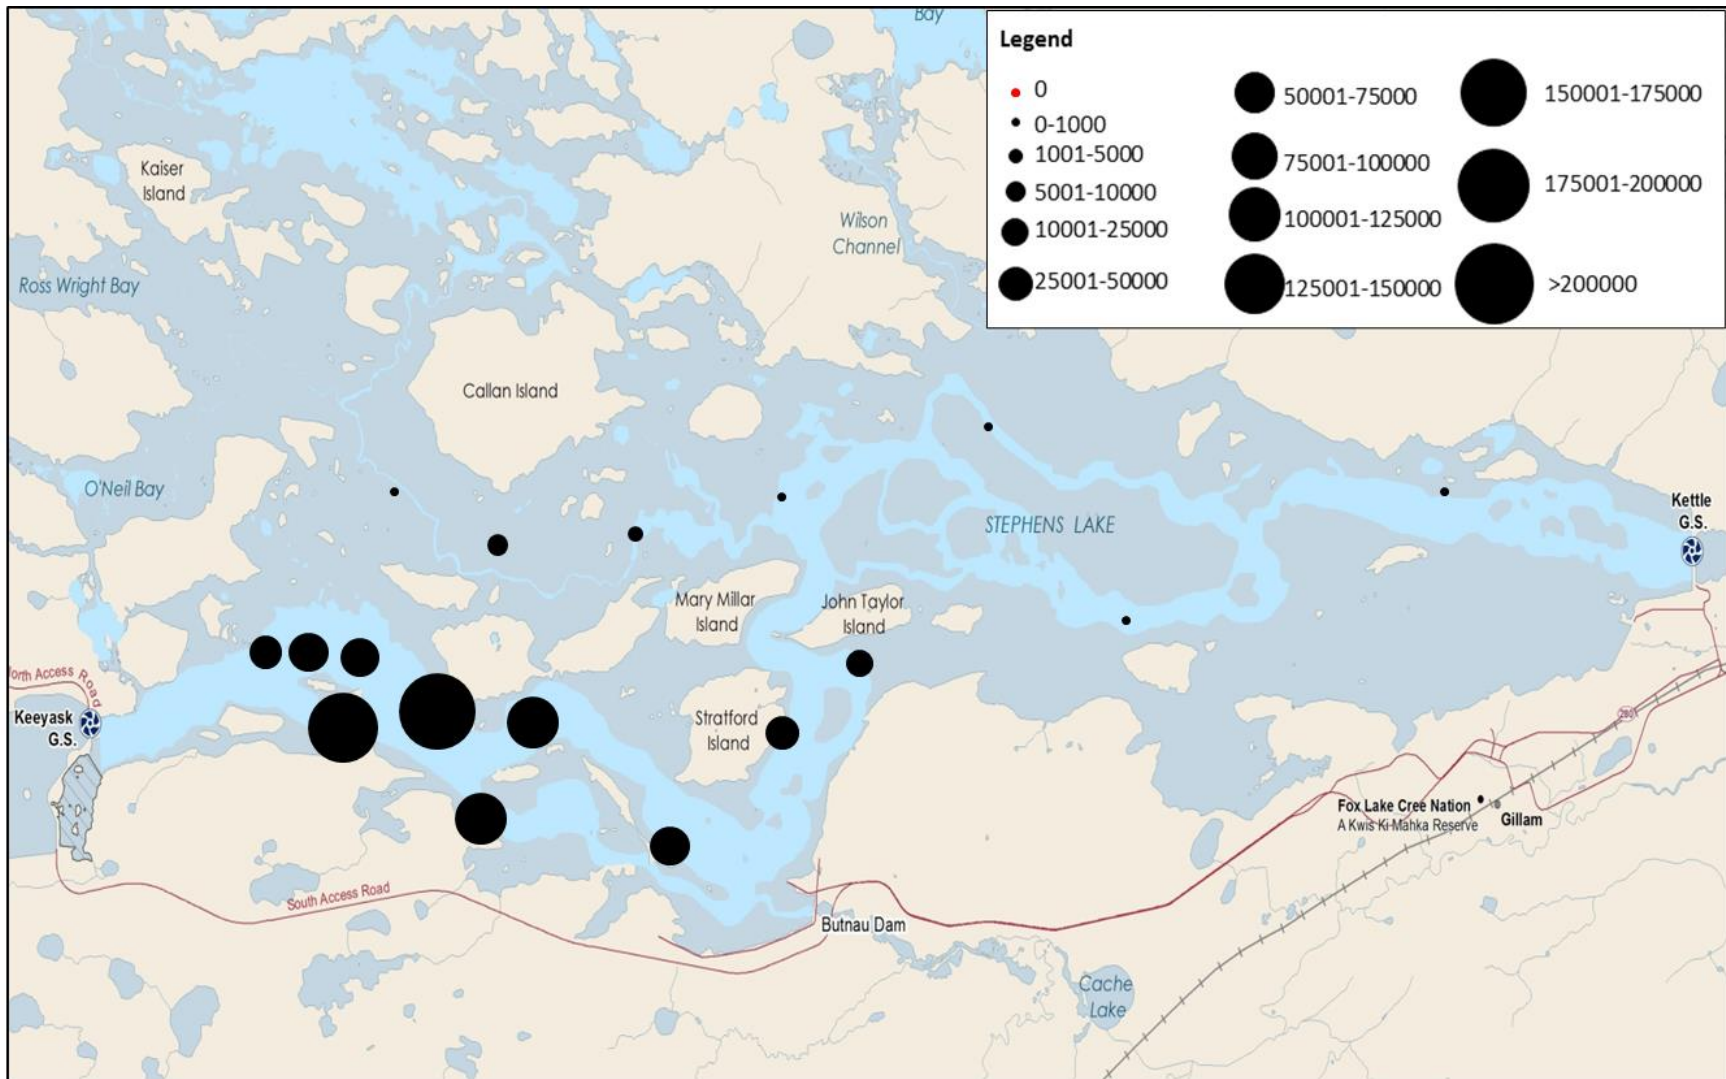 Bay
Legend
0
0-1000
1001-5000
5001-10000
10001-25000
25001-50000
50001-75000
75001-100000
100001-125000
125001-150000
150001-175000
175001-200000
>200000
Kaiser
Island
Wilson
Channel
Ross Wright Bay
Callan Island
O'Neil Bay
STEPHENS LAKE
Kettle
G.S.
Mary Millar
Island
John Taylor
Island
North Access Road
Keeyask
G.S.
Stratford
Island
280
Fox Lake Cree Nation
A Kwis Ki Mahka Reserve
Gillam
South Access Road
Butnau Dam
Cache
Lake